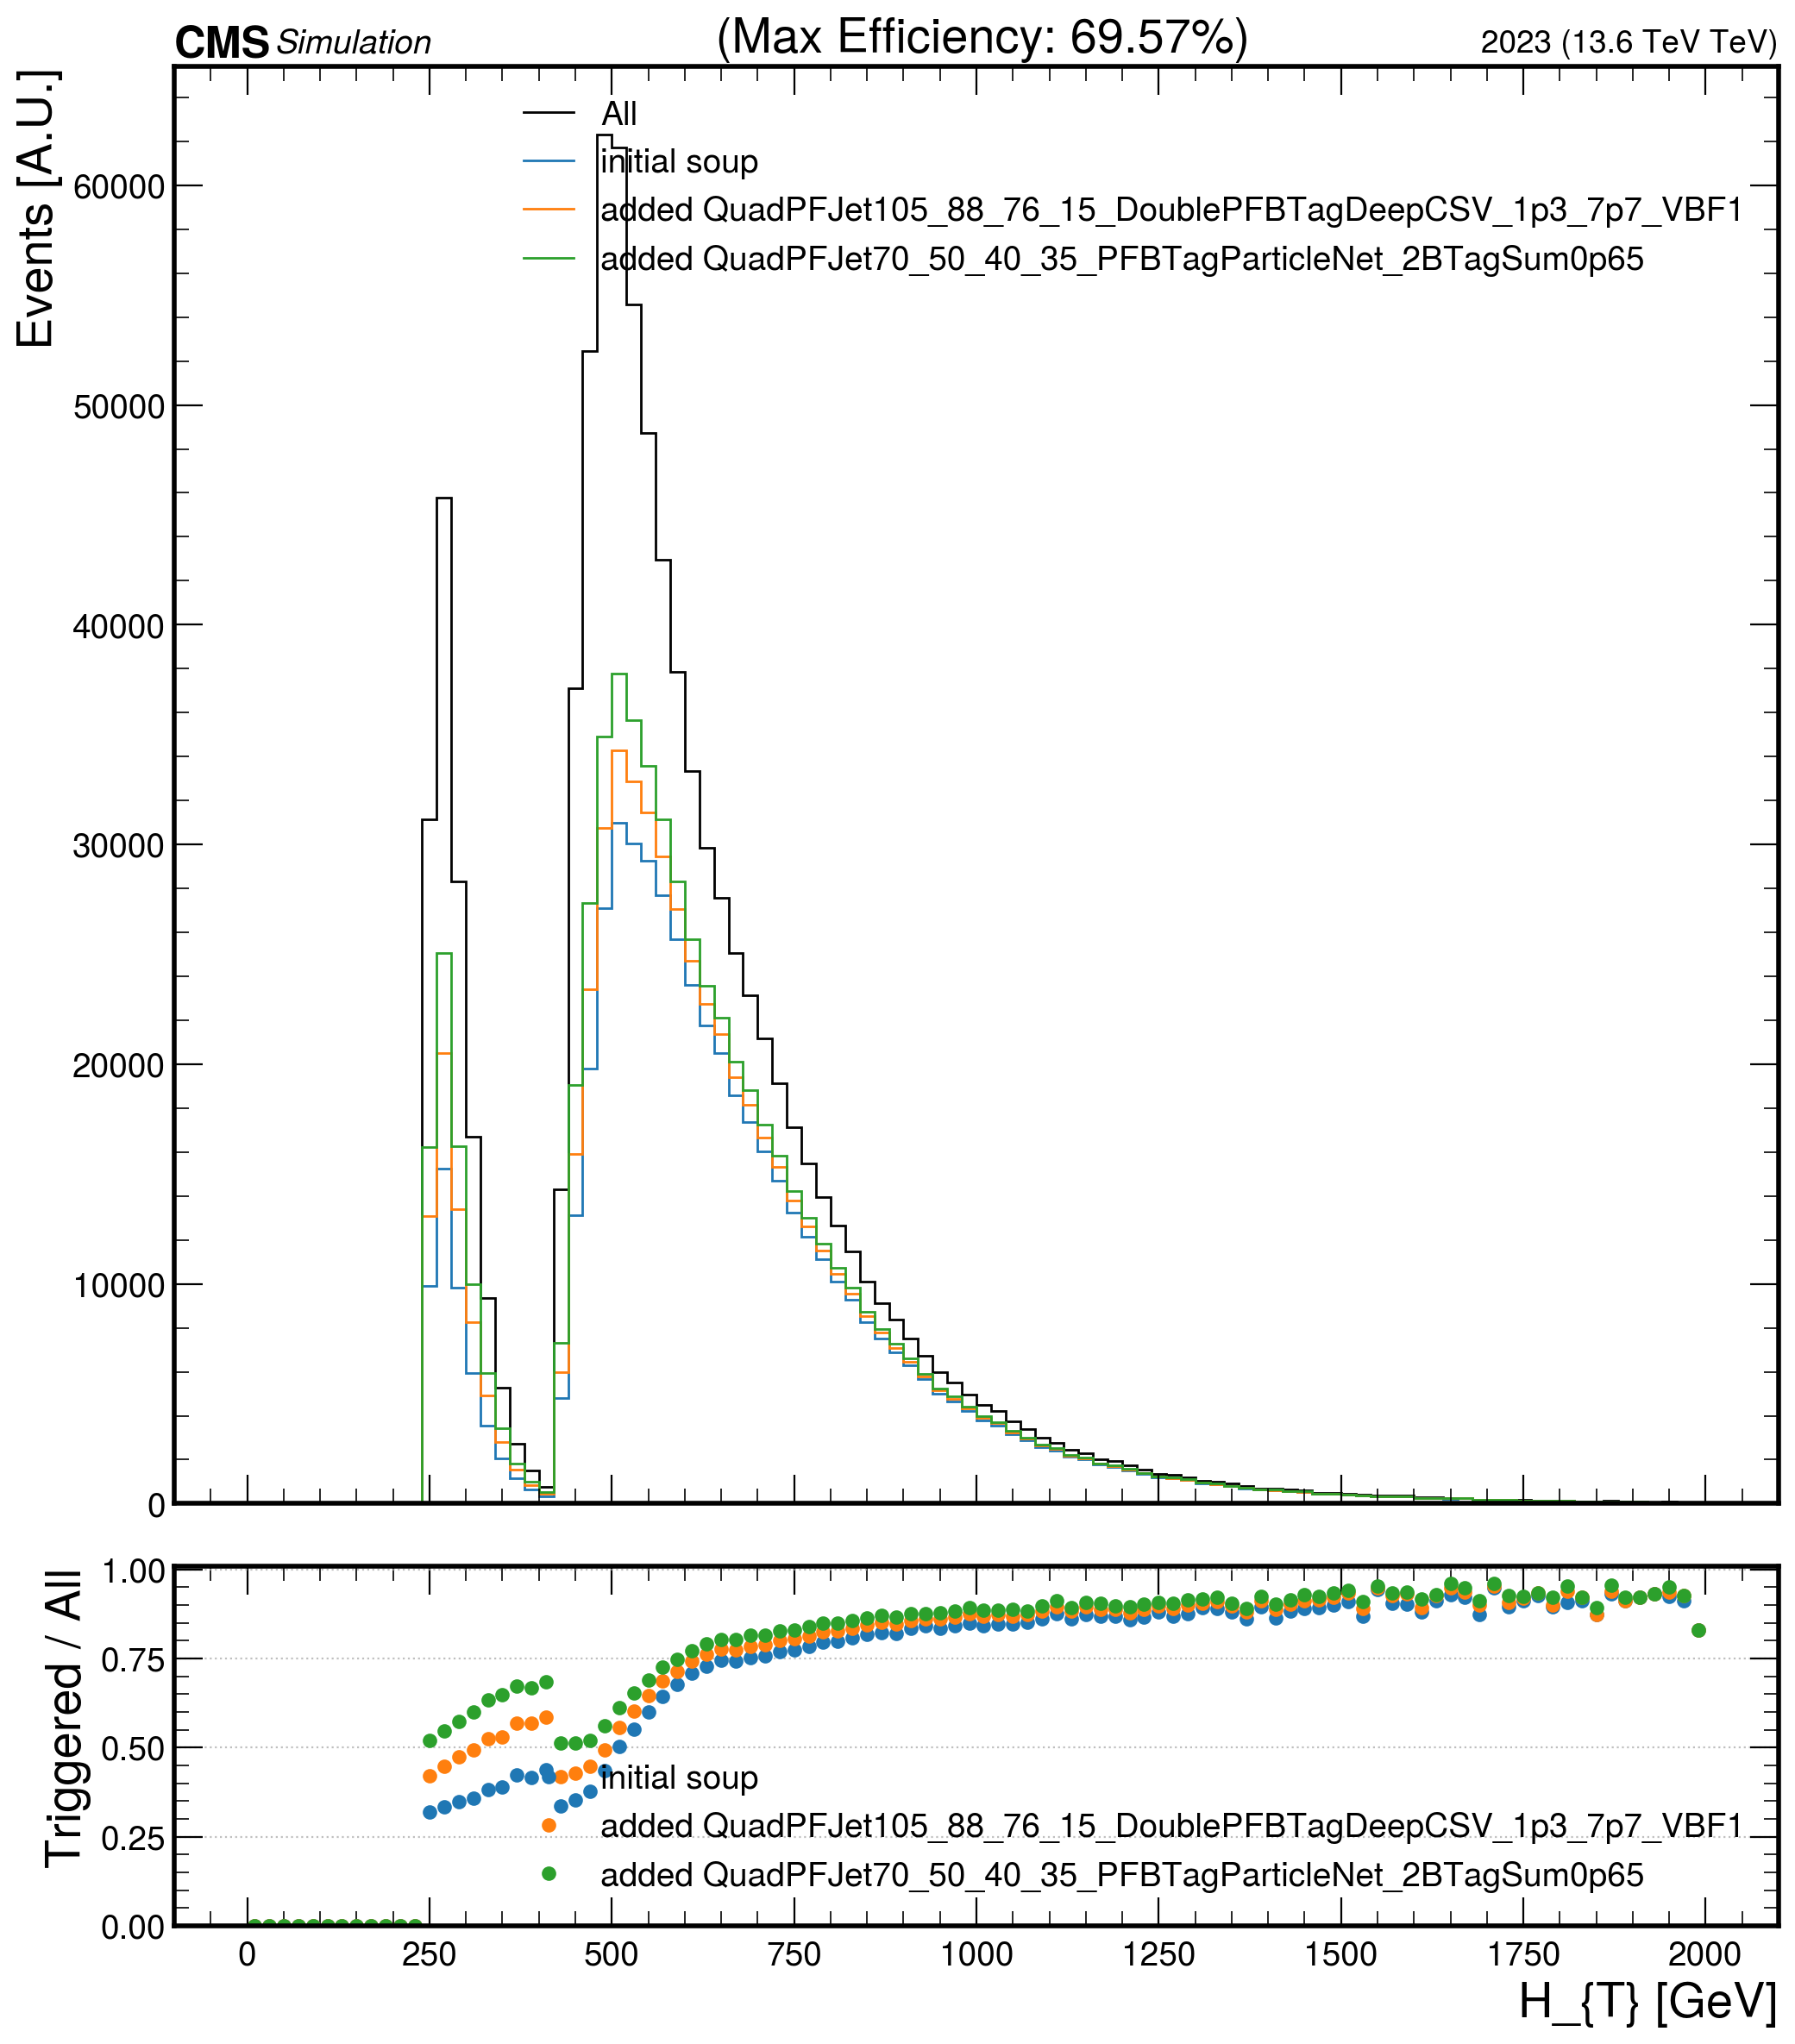 CMS Simulation (Max Efficiency: 69.57%) 2023 (13.6 TeV TeV)
Events [A.U.]
All
initial soup
added QuadPFJet105_88_76_15_DoublePFBTagDeepCSV_1p3_7p7_VBF1
added QuadPFJet70_50_40_35_PFBTagParticleNet_2BTagSum0p65
60000
50000
40000
30000
20000
10000
0
Triggered / All
1.00
0.75
0.50
0.25
0.00
initial soup
added QuadPFJet105_88_76_15_DoublePFBTagDeepCSV_1p3_7p7_VBF1
added QuadPFJet70_50_40_35_PFBTagParticleNet_2BTagSum0p65
0 250 500 750 1000 1250 1500 1750 2000
H_{T} [GeV]